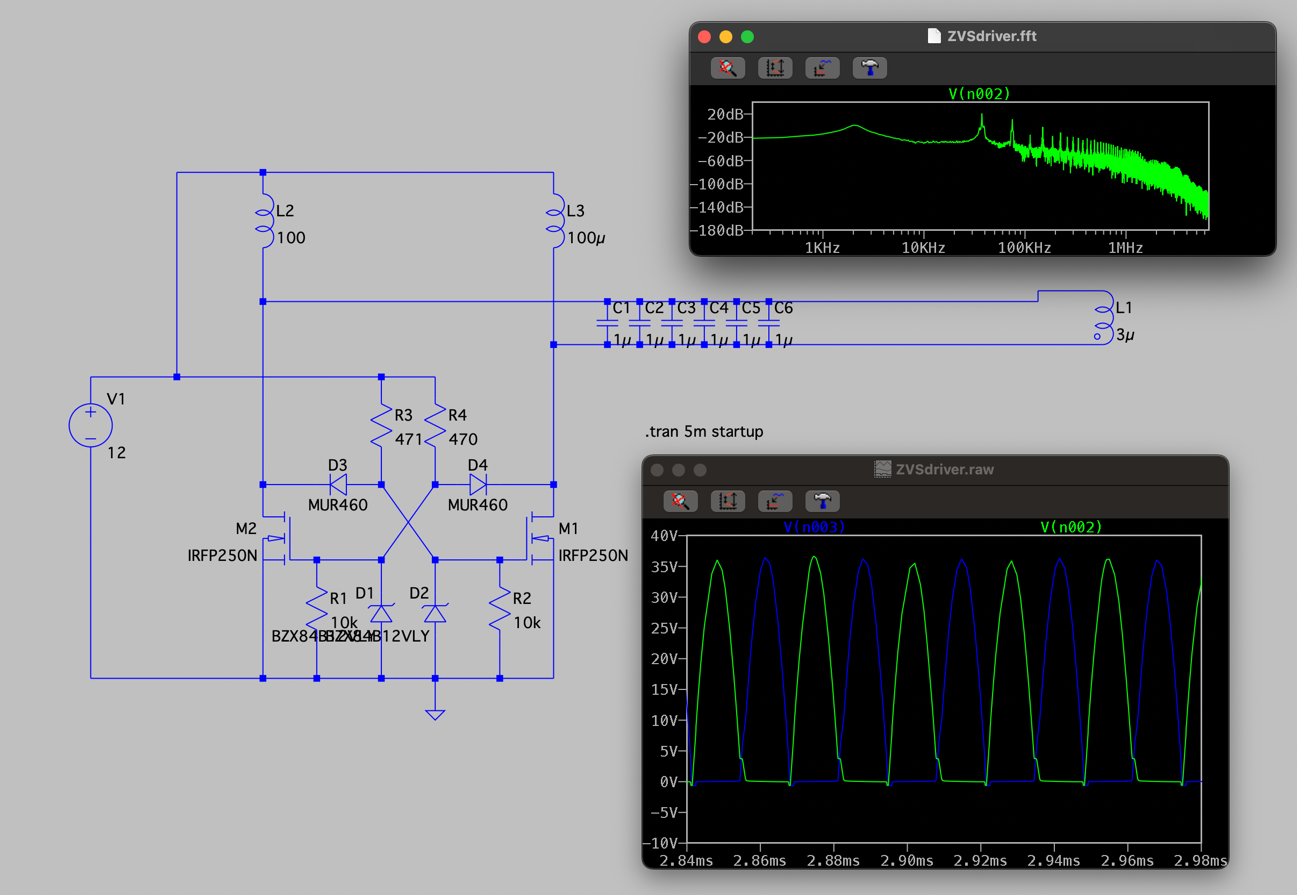 ZVSdriver.fft
V(n002)
20dB
-20dB
-60dB
-100dB
-140dB
-180dB
1KHz 10KHz 100KHz 1MHz
L2
100
L3
100µ
C1 C2 C3 C4 C5 C6
1µ 1µ 1µ 1µ 1µ 1µ
L1
3µ
V1
12
R3
471
R4
470
.tran 5m startup
D3
MUR460
D4
MUR460
M2
IRFP250N
M1
IRFP250N
R1
10k
D1
D2
BZX84B12VLY
R2
10k
ZVSdriver.raw
V(n003) V(n002)
40V
35V
30V
25V
20V
15V
10V
5V
0V
-5V
-10V
2.84ms 2.86ms 2.88ms 2.90ms 2.92ms 2.94ms 2.96ms 2.98ms